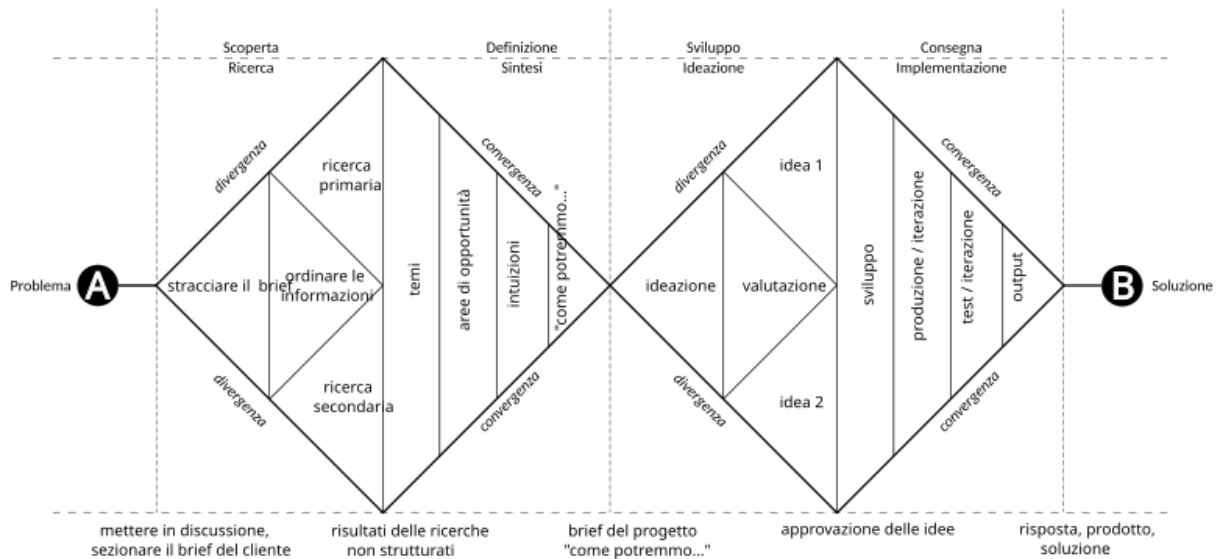 Scoperta
Ricerca
Definizione
Sintesi
Sviluppo
Ideazione
Consegna
Implementazione
divergenza
convergenza
divergenza
convergenza
Problema
A
stracciare il brief
ricerca
primaria
ordinare le
informazioni
ricerca
secondaria
temi
aree di opportunità
intuizioni
"come potremmo..."
ideazione
idea 1
valutazione
idea 2
sviluppo
produzione / iterazione
test / iterazione
output
B
Soluzione
divergenza
convergenza
divergenza
convergenza
mettere in discussione,
sezionare il brief del cliente
risultati delle ricerche
non strutturati
brief del progetto
"come potremmo..."
approvazione delle idee
risposta, prodotto,
soluzione